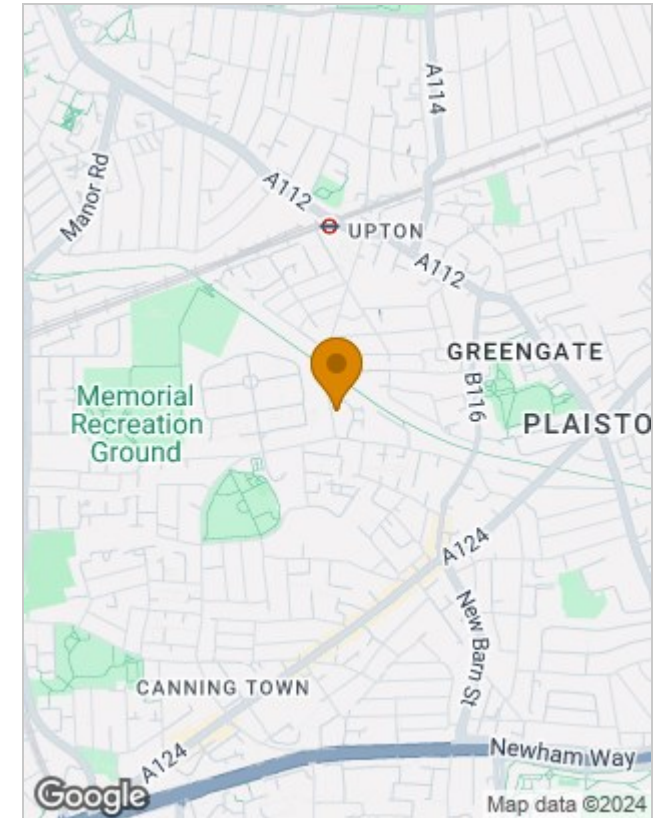 A114
Manor Rd
A112
UPTON
A112
GREENGATE
B116
Memorial
Recreation
Ground
PLAISTO
A124
New Barn St
CANNING TOWN
A124
Newham Way
Google
Map data ©2024